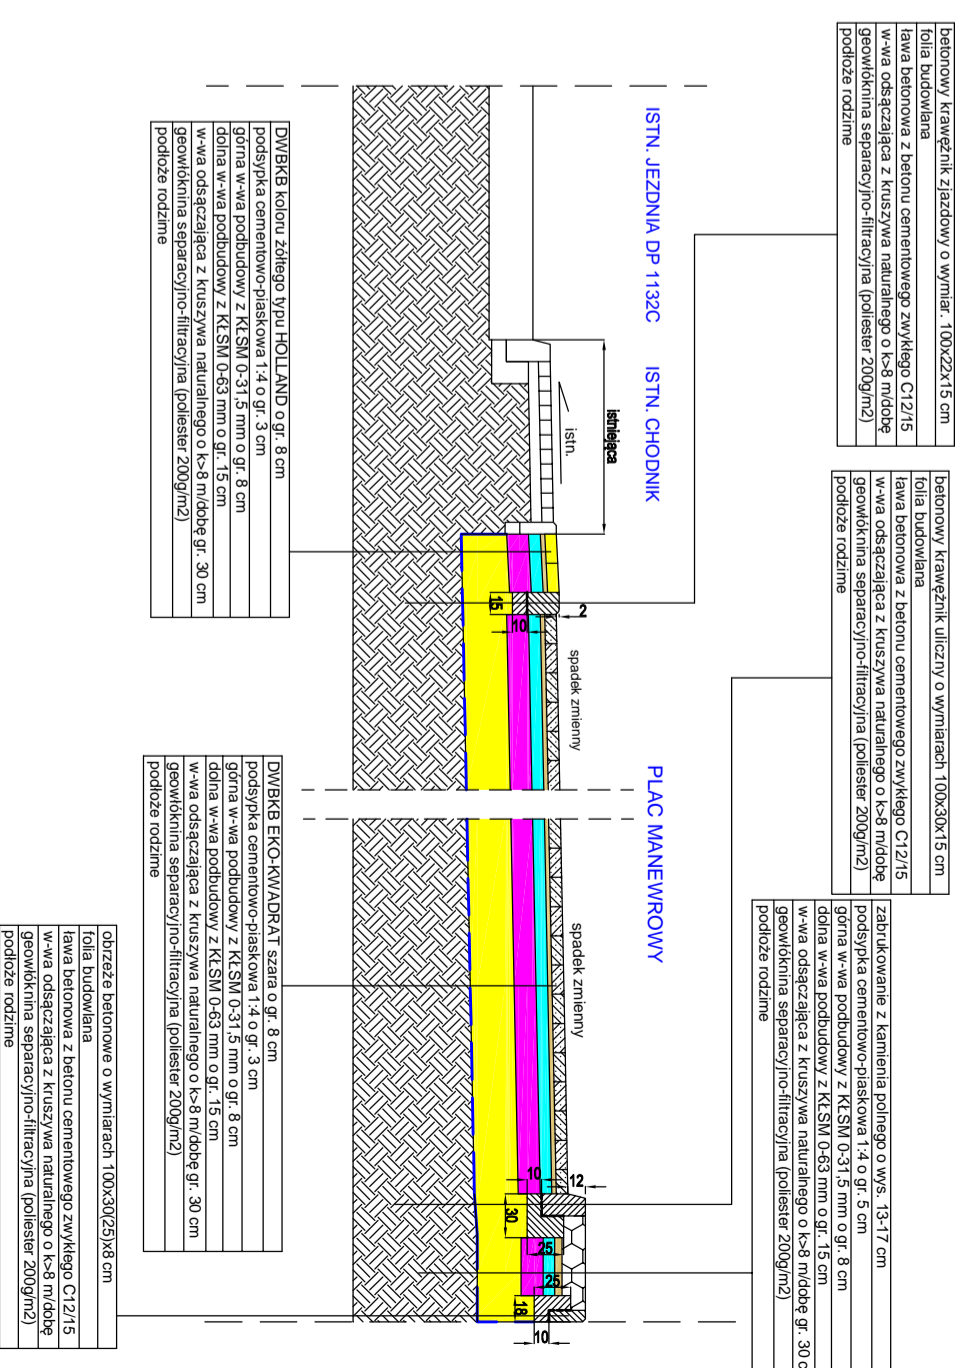 betonowy krawężnik zjazdowy o wymiar. 100x22x15 cm
folia budowlana
ława betonowa z betonu cementowego zwykłego C12/15
w-wa odsączająca z kruszywa naturalnego o k>8 m/dobę
geowłóknina separacyjno-filtracyjna (poliester 200g/m2)
podłoże rodzime
betonowy krawężnik uliczny o wymiarach 100x30x15 cm
folia budowlana
ława betonowa z betonu cementowego zwykłego C12/15
w-wa odsączająca z kruszywa naturalnego o k>8 m/dobę
geowłóknina separacyjno-filtracyjna (poliester 200g/m2)
podłoże rodzime
zabrukowanie z kamienia polnego o wys. 13-17 cm
podsypka cementowo-piaskowa 1:4 o gr. 5 cm
górna w-wa podbudowy z KŁSM 0-31,5 mm o gr. 8 cm
dolna w-wa podbudowy z KŁSM 0-63 mm o gr. 15 cm
w-wa odsączająca z kruszywa naturalnego o k>8 m/dobę gr. 30 c
geowłóknina separacyjno-filtracyjna (poliester 200g/m2)
podłoże rodzime
ISTN. JEZDNIA DP 1132C
ISTN. CHODNIK
PLAC MANEWROWY
istniejąca
istn.
spadek zmienny
spadek zmienny
2
10
15
12
10
30
25
25
18
10
DWBKB koloru żółtego typu HOLLAND o gr. 8 cm
podsypka cementowo-piaskowa 1:4 o gr. 3 cm
górna w-wa podbudowy z KŁSM 0-31,5 mm o gr. 8 cm
dolna w-wa podbudowy z KŁSM 0-63 mm o gr. 15 cm
w-wa odsączająca z kruszywa naturalnego o k>8 m/dobę gr. 30 cm
geowłóknina separacyjno-filtracyjna (poliester 200g/m2)
podłoże rodzime
DWBKB EKO-KWADRAT szara o gr. 8 cm
podsypka cementowo-piaskowa 1:4 o gr. 3 cm
górna w-wa podbudowy z KŁSM 0-31,5 mm o gr. 8 cm
dolna w-wa podbudowy z KŁSM 0-63 mm o gr. 15 cm
w-wa odsączająca z kruszywa naturalnego o k>8 m/dobę gr. 30 cm
geowłóknina separacyjno-filtracyjna (poliester 200g/m2)
podłoże rodzime
obrzeże betonowe o wymiarach 100x30(25)x8 cm
folia budowlana
ława betonowa z betonu cementowego zwykłego C12/15
w-wa odsączająca z kruszywa naturalnego o k>8 m/dobę
geowłóknina separacyjno-filtracyjna (poliester 200g/m2)
podłoże rodzime